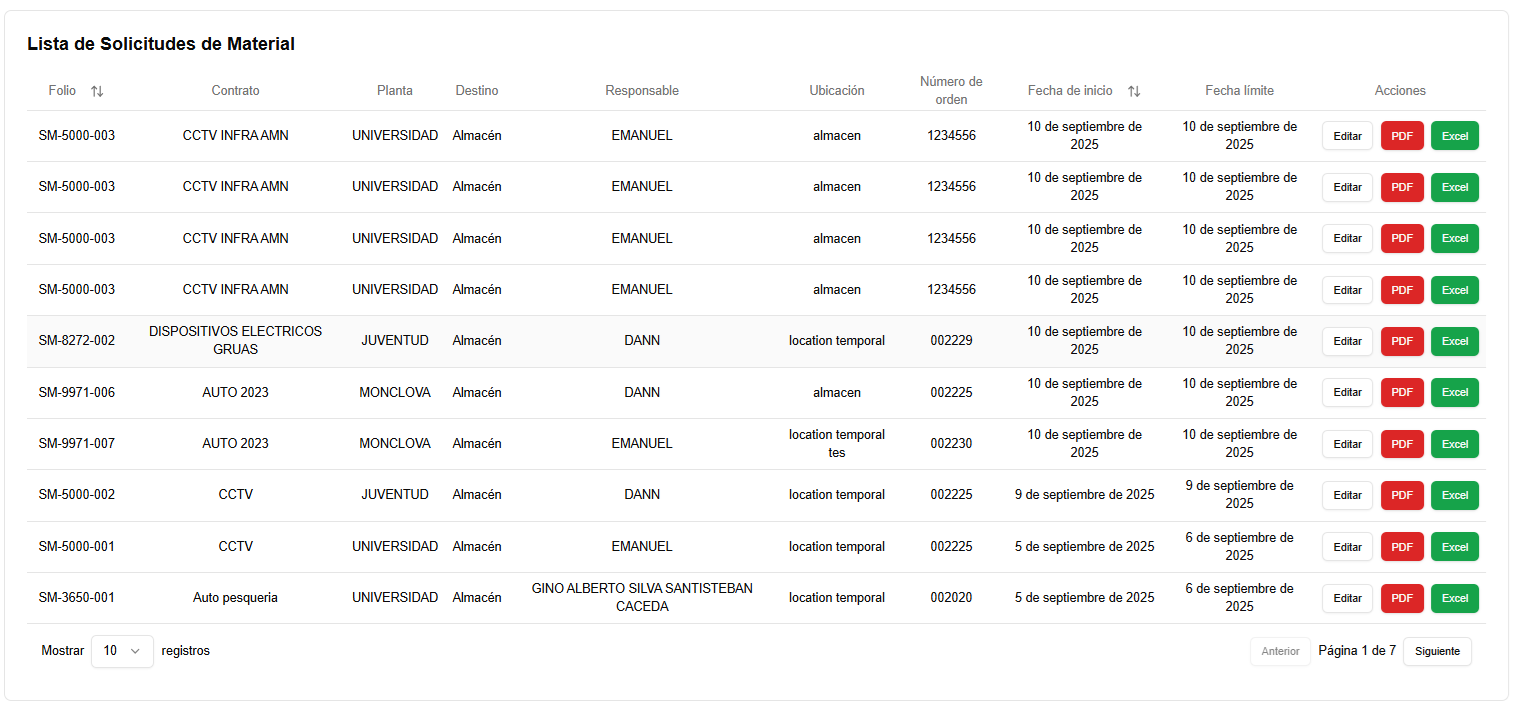 Lista de Solicitudes de Material
Folio Contrato Planta Destino Responsable Ubicación Número de orden Fecha de inicio Fecha límite Acciones
SM-5000-003 CCTV INFRA AMN UNIVERSIDAD Almacén EMANUEL almacen 1234556 10 de septiembre de 2025 10 de septiembre de 2025 Editar PDF Excel
SM-5000-003 CCTV INFRA AMN UNIVERSIDAD Almacén EMANUEL almacen 1234556 10 de septiembre de 2025 10 de septiembre de 2025 Editar PDF Excel
SM-5000-003 CCTV INFRA AMN UNIVERSIDAD Almacén EMANUEL almacen 1234556 10 de septiembre de 2025 10 de septiembre de 2025 Editar PDF Excel
SM-5000-003 CCTV INFRA AMN UNIVERSIDAD Almacén EMANUEL almacen 1234556 10 de septiembre de 2025 10 de septiembre de 2025 Editar PDF Excel
SM-8272-002 DISPOSITIVOS ELECTRICOS GRUAS JUVENTUD Almacén DANN location temporal 002229 10 de septiembre de 2025 10 de septiembre de 2025 Editar PDF Excel
SM-9971-006 AUTO 2023 MONCLOVA Almacén DANN almacen 002225 10 de septiembre de 2025 10 de septiembre de 2025 Editar PDF Excel
SM-9971-007 AUTO 2023 MONCLOVA Almacén EMANUEL location temporal tes 002230 10 de septiembre de 2025 10 de septiembre de 2025 Editar PDF Excel
SM-5000-002 CCTV JUVENTUD Almacén DANN location temporal 002225 9 de septiembre de 2025 9 de septiembre de 2025 Editar PDF Excel
SM-5000-001 CCTV UNIVERSIDAD Almacén EMANUEL location temporal 002225 5 de septiembre de 2025 6 de septiembre de 2025 Editar PDF Excel
SM-3650-001 Auto pesqueria UNIVERSIDAD Almacén GINO ALBERTO SILVA SANTISTEBAN CACEDA location temporal 002020 5 de septiembre de 2025 6 de septiembre de 2025 Editar PDF Excel
Mostrar 10 registros Anterior Página 1 de 7 Siguiente